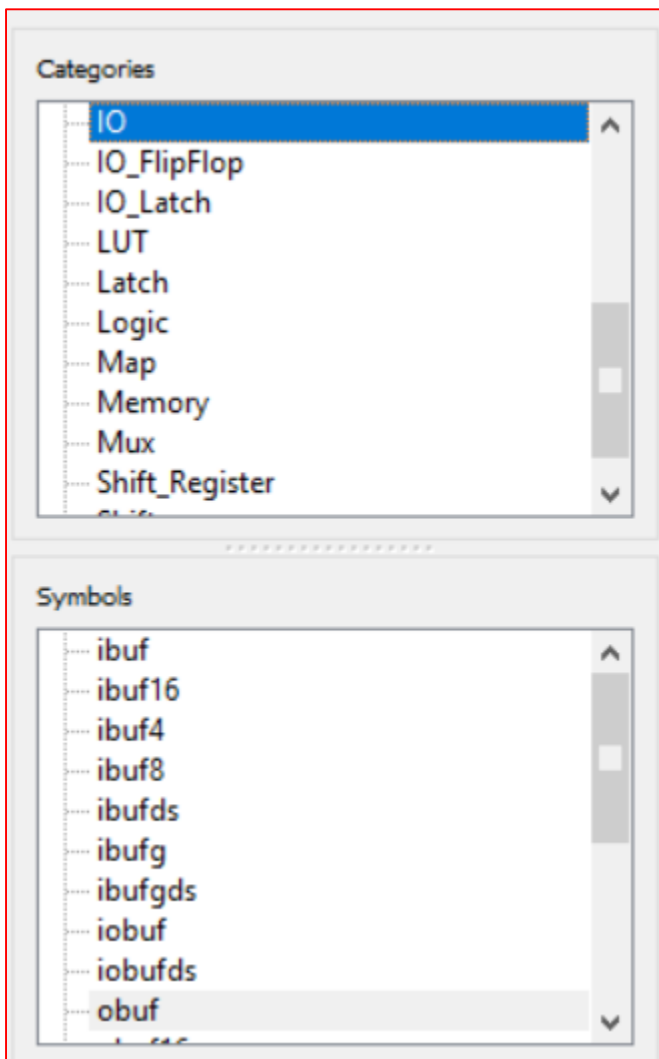 Categories
IO
IO_FlipFlop
IO_Latch
LUT
Latch
Logic
Map
Memory
Mux
Shift_Register
Symbols
ibuf
ibuf16
ibuf4
ibuf8
ibufds
ibufg
ibufgds
iobuf
iobufds
obuf